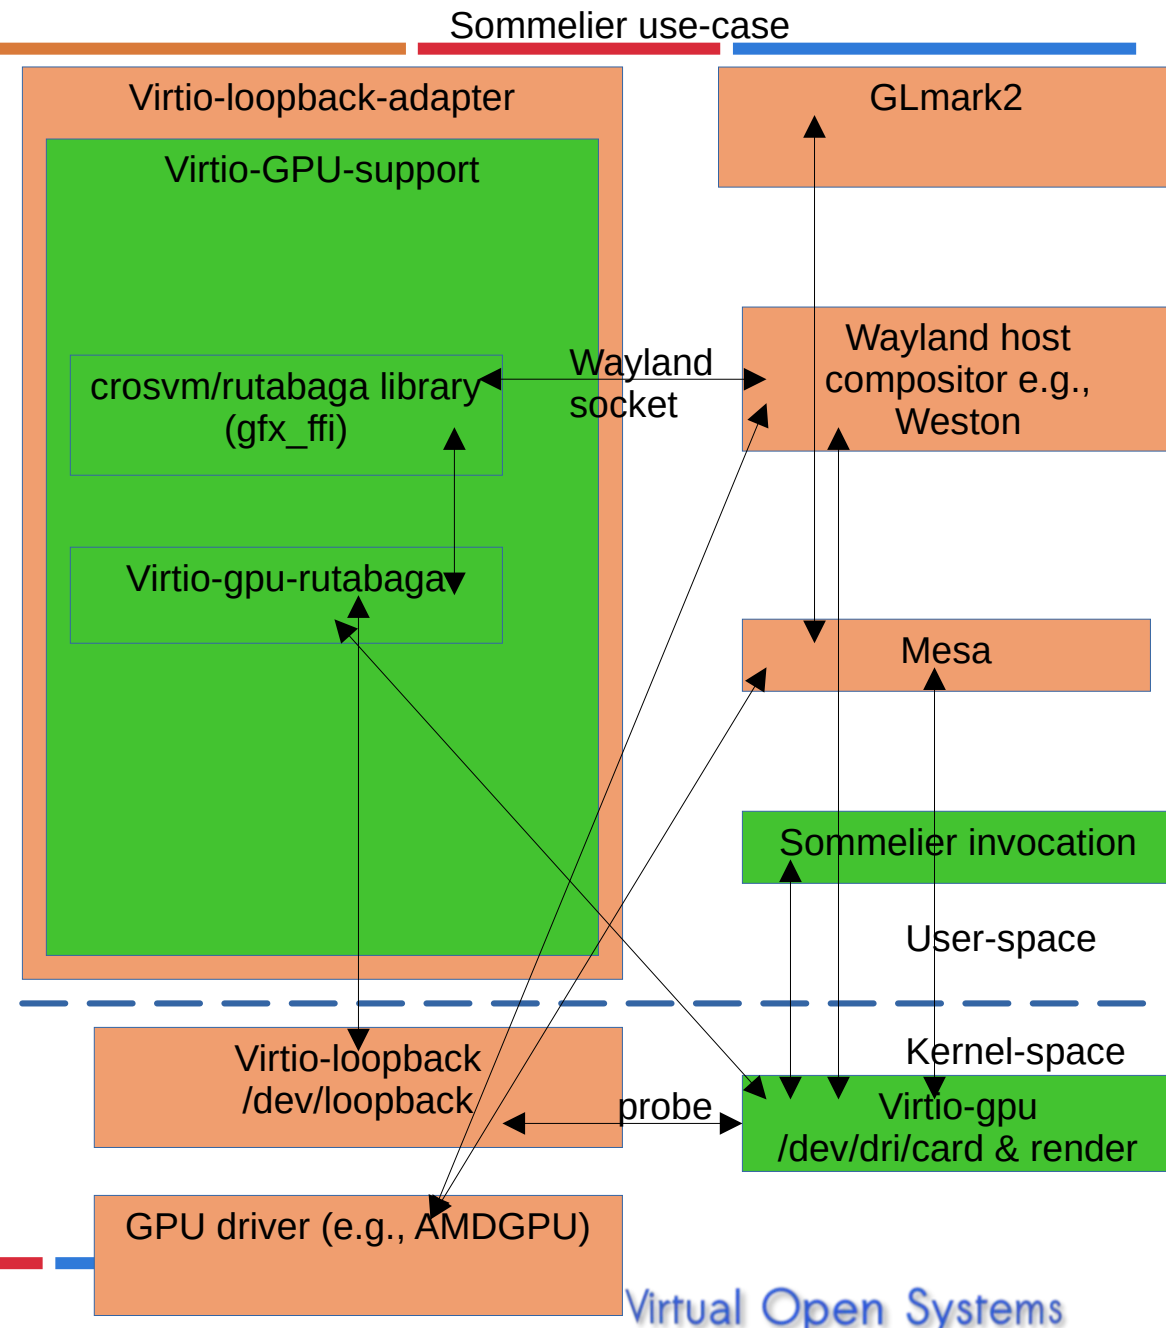 Sommelier use-case
Virtio-loopback-adapter
GLmark2
Virtio-GPU-support
Wayland host
compositor e.g.,
Weston
Wayland
socket
crosvm/rutabaga library
(gfx_ffi)
Virtio-gpu-rutabaga
Mesa
Sommelier invocation
User-space
Kernel-space
Virtio-loopback
/dev/loopback
probe
Virtio-gpu
/dev/dri/card & render
GPU driver (e.g., AMDGPU)
Virtual Open Systems